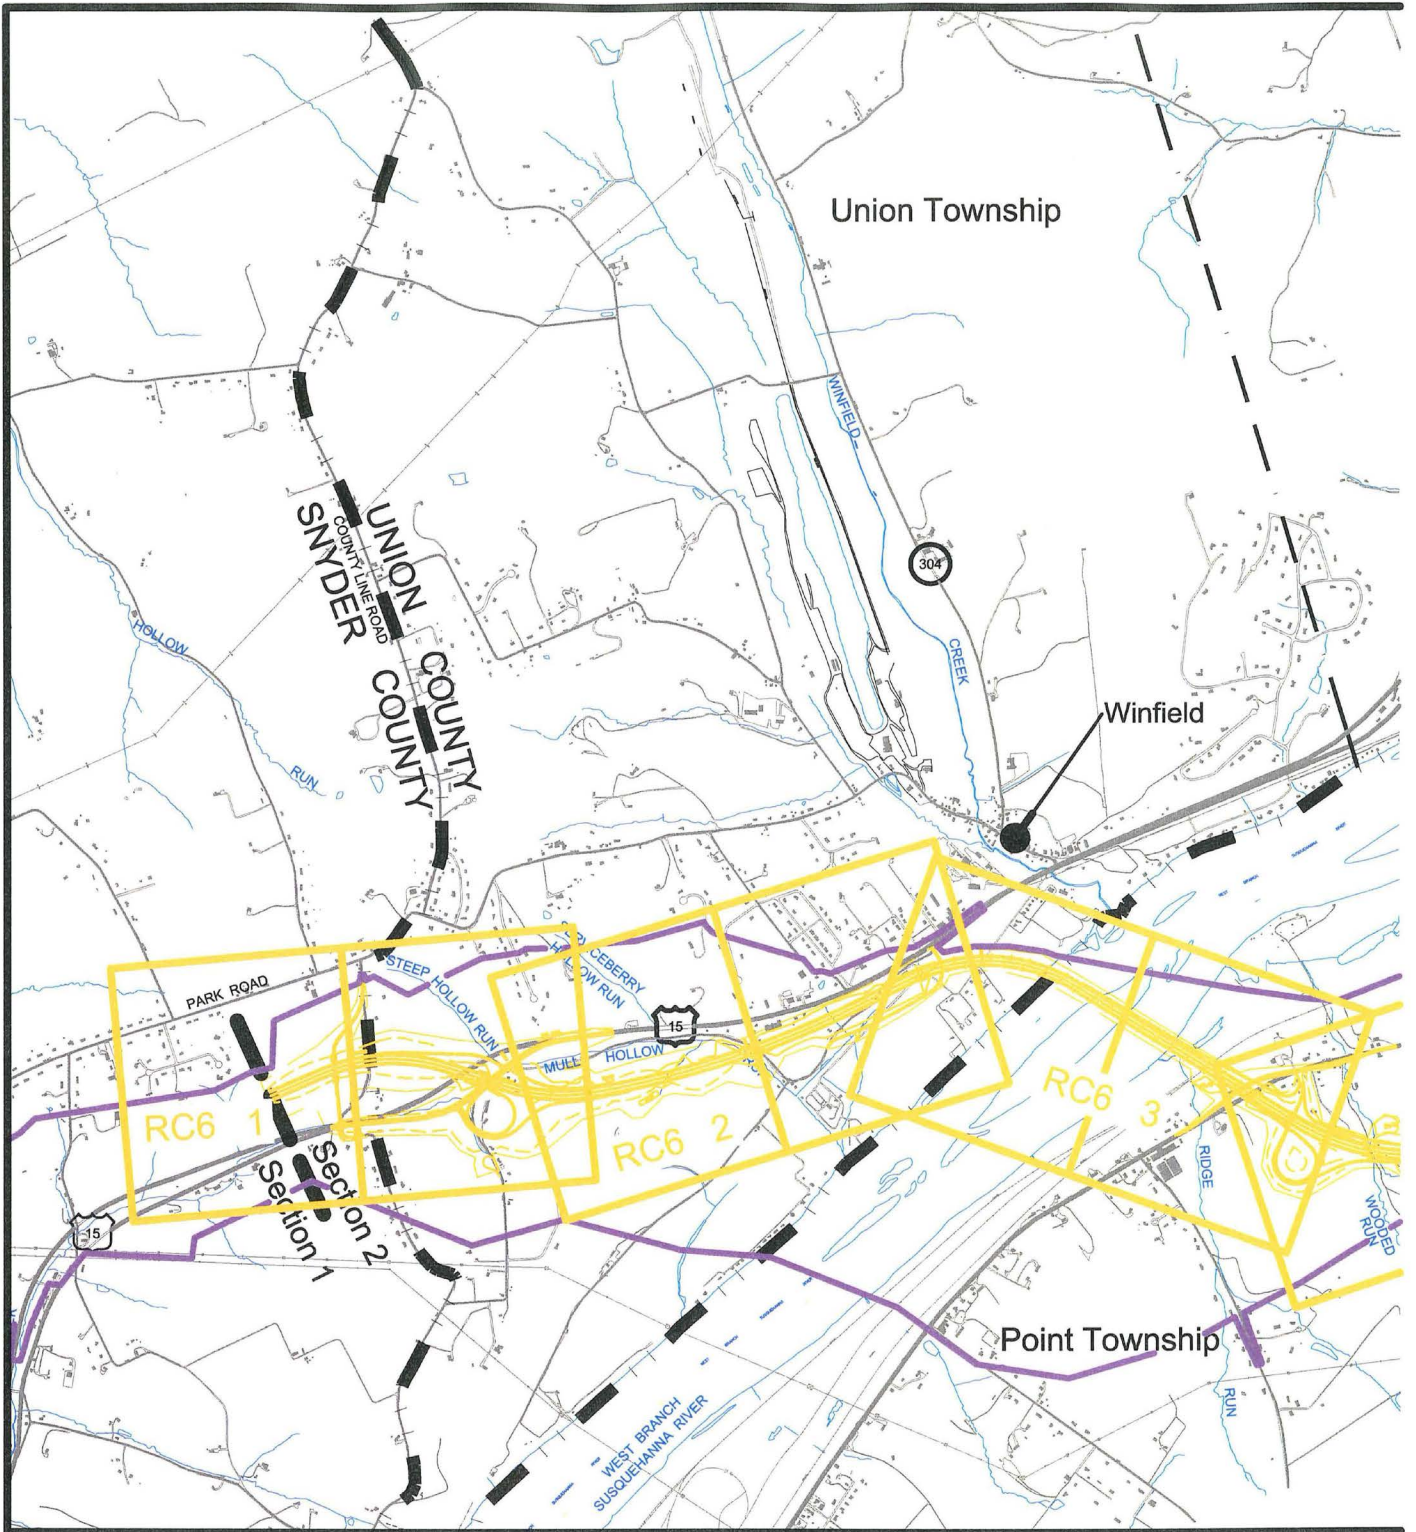 Union Township
WINFIELD
304
UNION COUNTY
COUNTY LINE ROAD
SNYDER COUNTY
HOLLOW
RUN
CREEK
Winfield
PARK ROAD
STEEP HOLLOW RUN
HOLLOW RUN
15
MULL HOLLOW
RC6 1
RC6 2
RC6 3
Section 2
Section 1
15
RIDGE
RUN
WOODED
RUN
Point Township
WEST BRANCH
SUSQUEHANNA RIVER